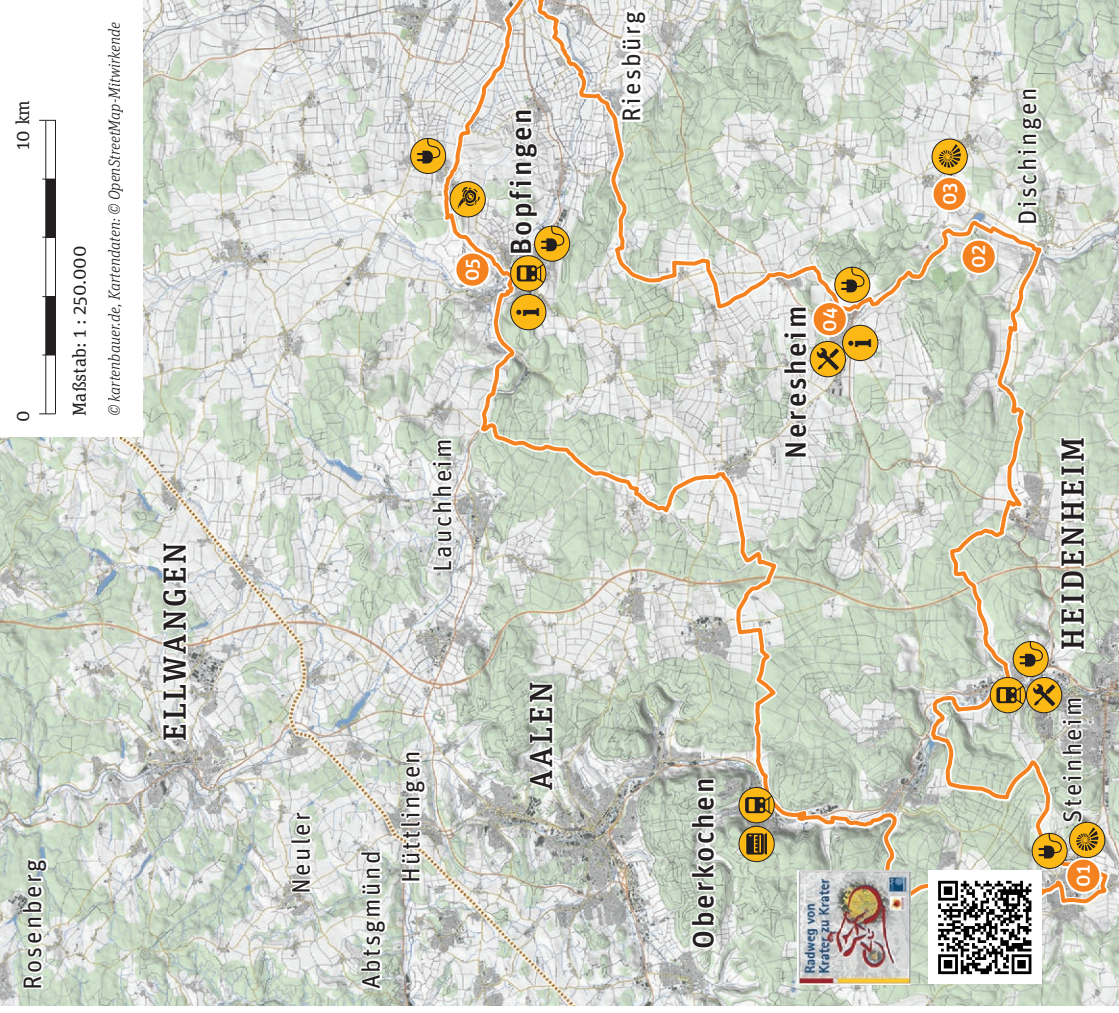 0
10 km
Maßstab: 1 : 250.000
© kartenbauer.de, Kartendaten: © OpenStreetMap-Mitwirkende
Rosenberg
ELLWANGEN
Neuler
Abtsgmünd
Hüttlingen
Lauchheim
AALEN
Bopfingen
Riesbürg
Oberkochen
Neresheim
Dischingen
HEIDENHEIM
Steinheim
01
02
03
04
05
i
i
Radweg von
Krater zu Krater